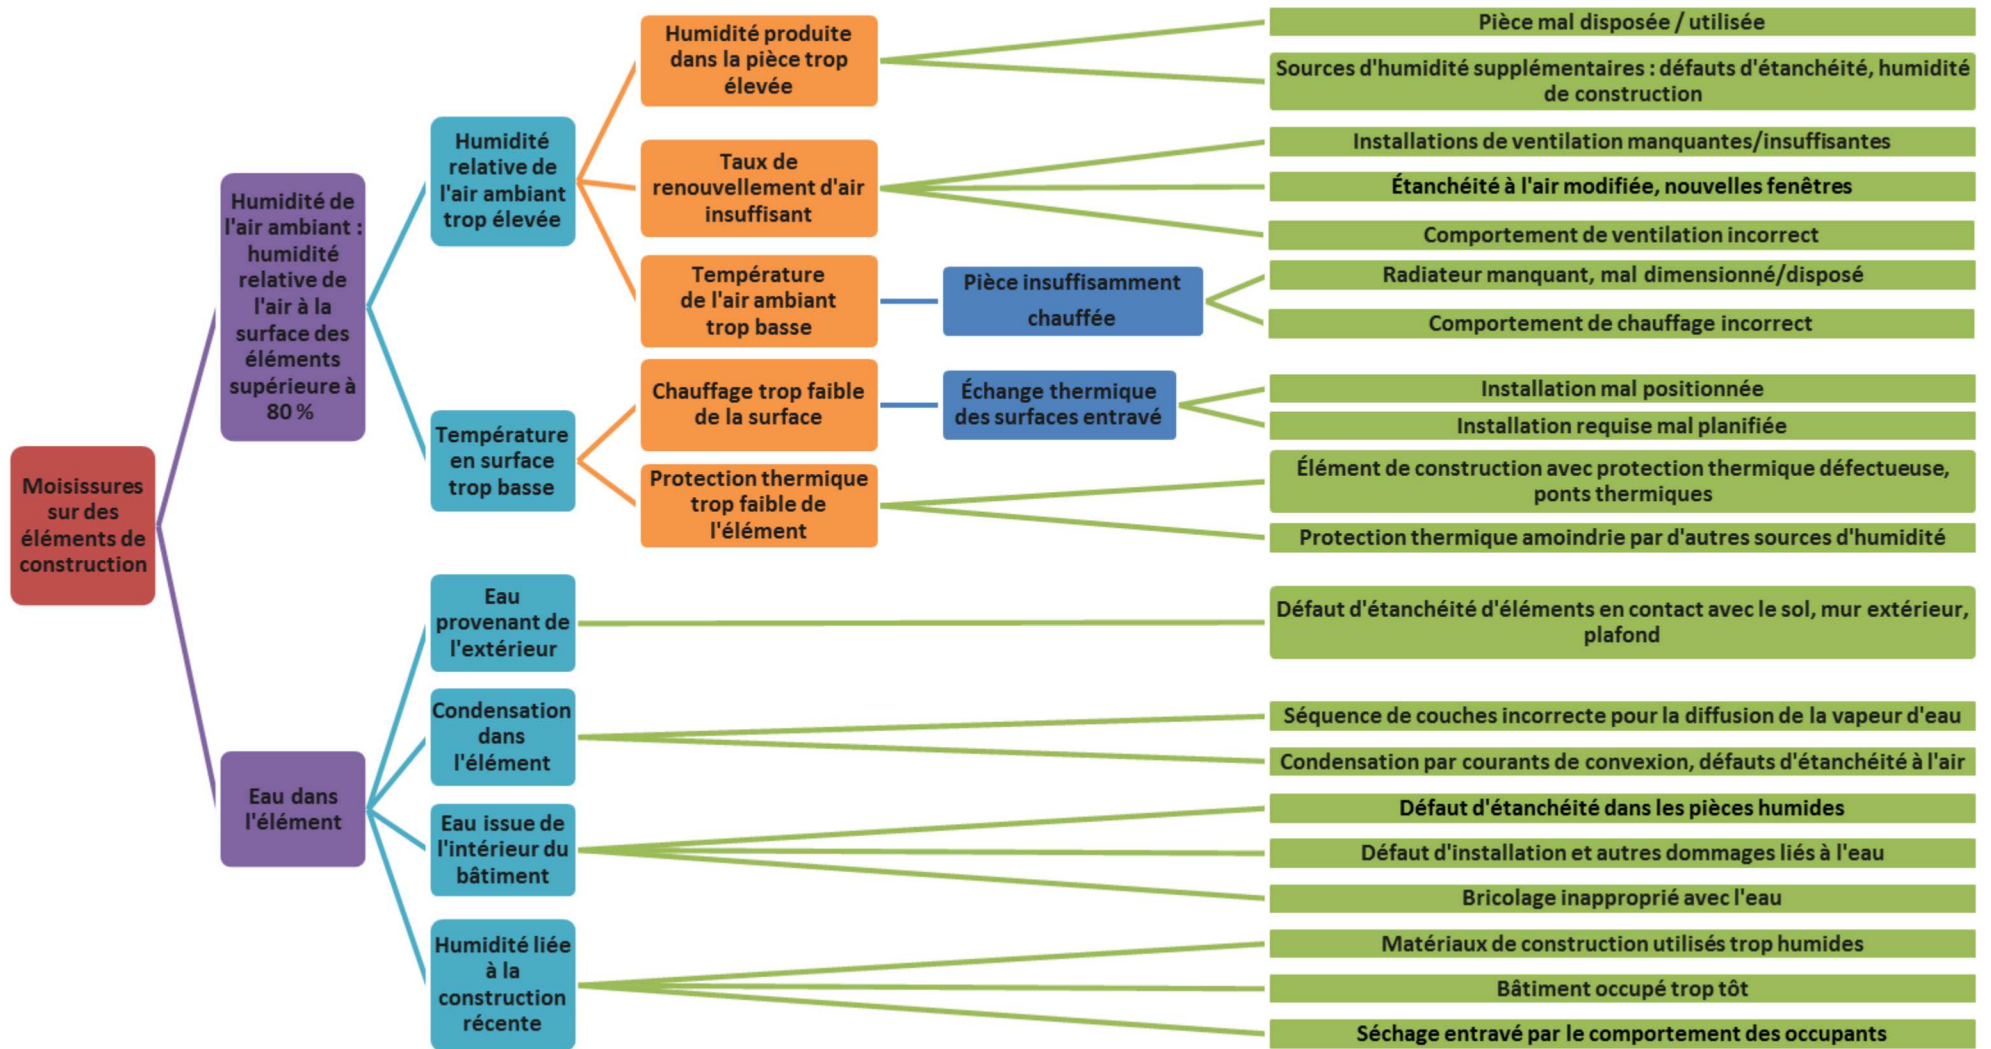 Moisissures
sur des
éléments de
construction
Humidité de
l'air ambiant :
humidité
relative de
l'air à la
surface des
éléments
supérieure à
80 %
Eau dans
l'élément
Humidité
relative de
l'air ambiant
trop élevée
Température
en surface
trop basse
Eau
provenant de
l'extérieur
Condensation
dans
l'élément
Eau issue de
l'intérieur du
bâtiment
Humidité liée
à la
construction
récente
Humidité produite
dans la pièce trop
élevée
Taux de
renouvellement d'air
insuffisant
Température
de l'air ambiant
trop basse
Chauffage trop faible
de la surface
Protection thermique
trop faible de
l'élément
Pièce insuffisamment
chauffée
Échange thermique
des surfaces entravé
Pièce mal disposée / utilisée
Sources d'humidité supplémentaires : défauts d'étanchéité, humidité
de construction
Installations de ventilation manquantes/insuffisantes
Étanchéité à l'air modifiée, nouvelles fenêtres
Comportement de ventilation incorrect
Radiateur manquant, mal dimensionné/disposé
Comportement de chauffage incorrect
Installation mal positionnée
Installation requise mal planifiée
Élément de construction avec protection thermique défectueuse,
ponts thermiques
Protection thermique amoindrie par d'autres sources d'humidité
Défaut d'étanchéité d'éléments en contact avec le sol, mur extérieur,
plafond
Séquence de couches incorrecte pour la diffusion de la vapeur d'eau
Condensation par courants de convexion, défauts d'étanchéité à l'air
Défaut d'étanchéité dans les pièces humides
Défaut d'installation et autres dommages liés à l'eau
Bricolage inapproprié avec l'eau
Matériaux de construction utilisés trop humides
Bâtiment occupé trop tôt
Séchage entravé par le comportement des occupants